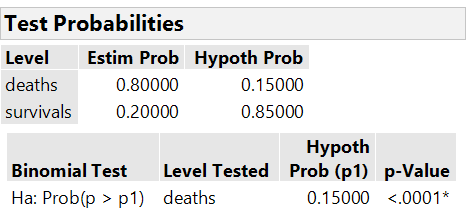 Test Probabilities
Level Estim Prob Hypoth Prob
deaths 0.80000 0.15000
survivals 0.20000 0.85000
Hypoth
Binomial Test Level Tested Prob (p1) p-Value
Ha: Prob(p > p1) deaths 0.15000 <.0001*